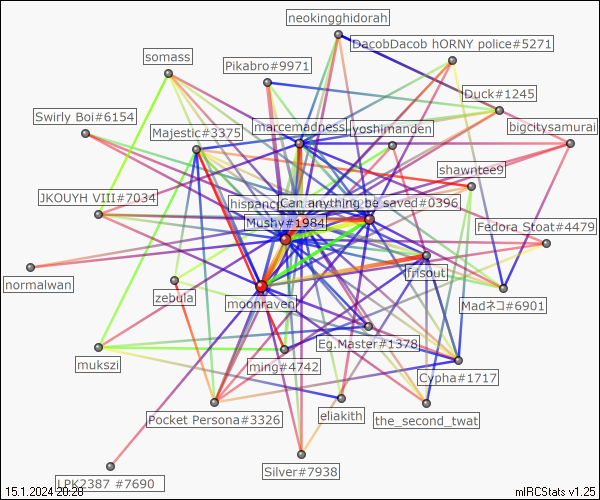 neokingghidorah
DacobDacob hORNY police#5271
somass
Pikabro#9971
Duck#1245
Swirly Boi#6154
Majestic#3375
marcemadness
yoshimanden
bigcitysamurai
shawntee9
JKOUYH VIII#7034
hispanc
Can anything be saved#0396
Mushy#1984
Fedora Stoat#4479
normalwan
zebula
moonraven
frisout
Madネコ#6901
Eg.Master#1378
mukszi
ming#4742
Cypha#1717
Pocket Persona#3326
eliakith
the_second_twat
Silver#7938
LPK2387 #7690
15.1.2024 20:28
mIRCStats v1.25